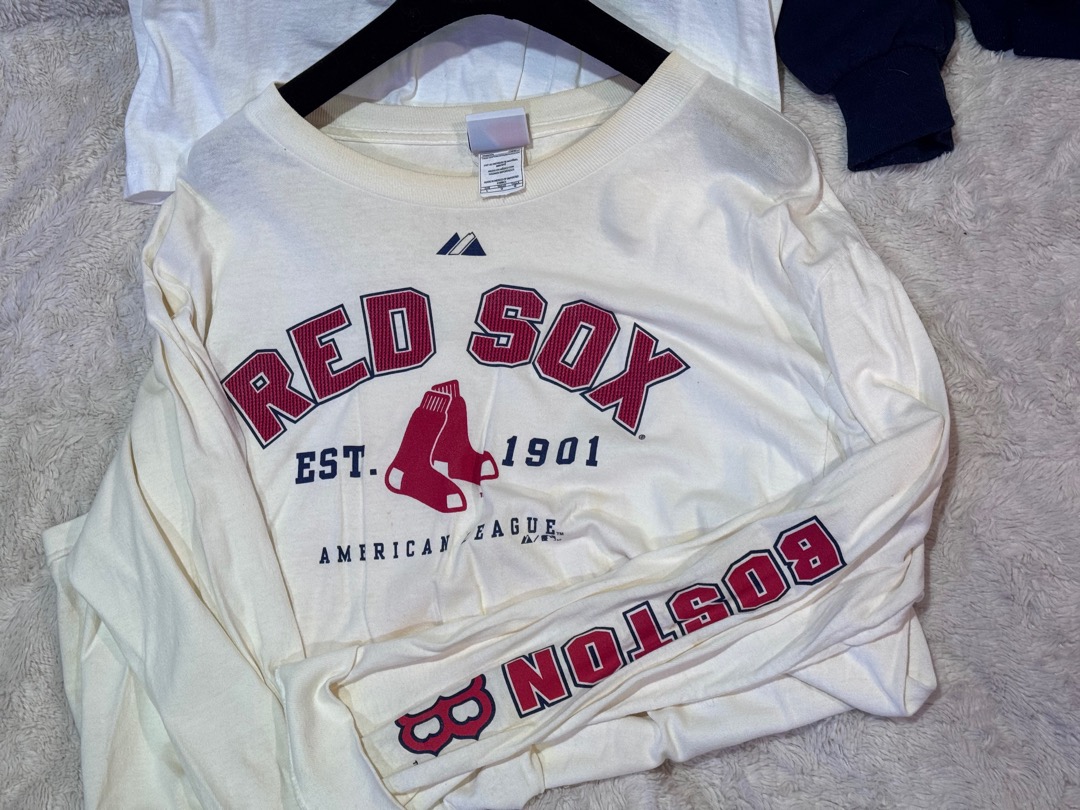 RED SOX
EST. 1901
AMERICAN LEAGUE
BOSTON
B